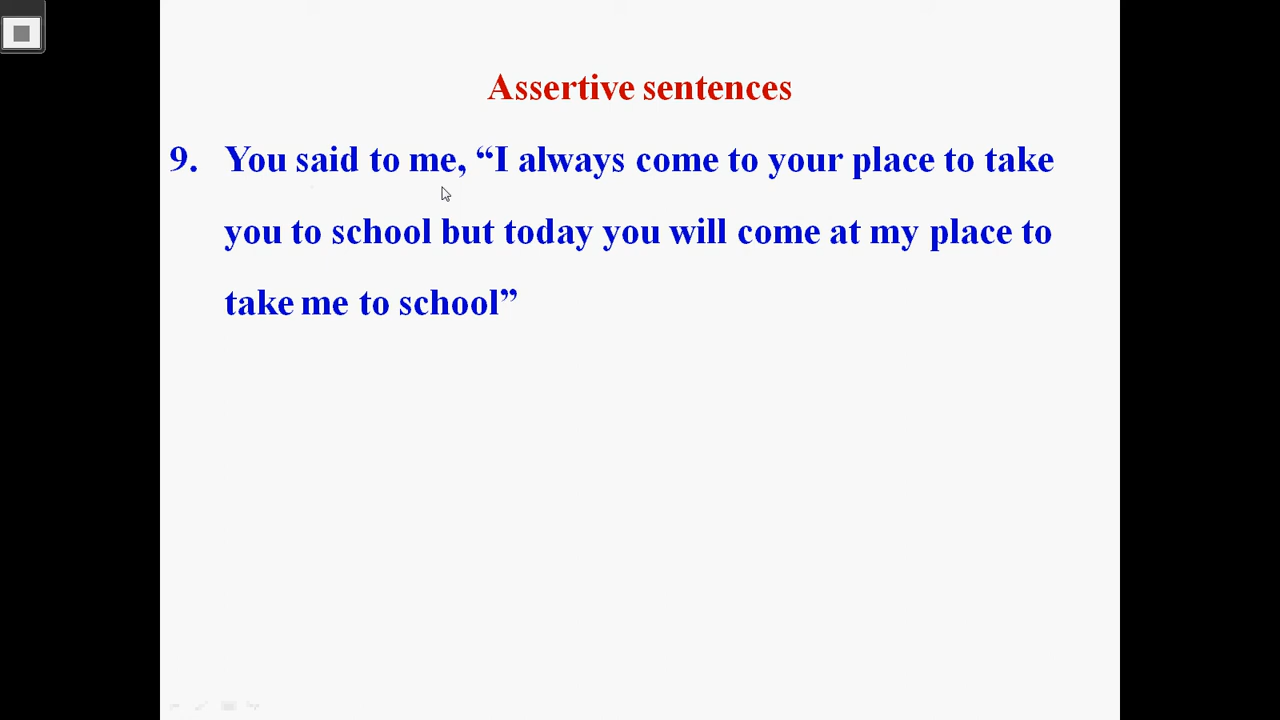 Assertive sentences
9. You said to me, “I always come to your place to take
you to school but today you will come at my place to
take me to school”